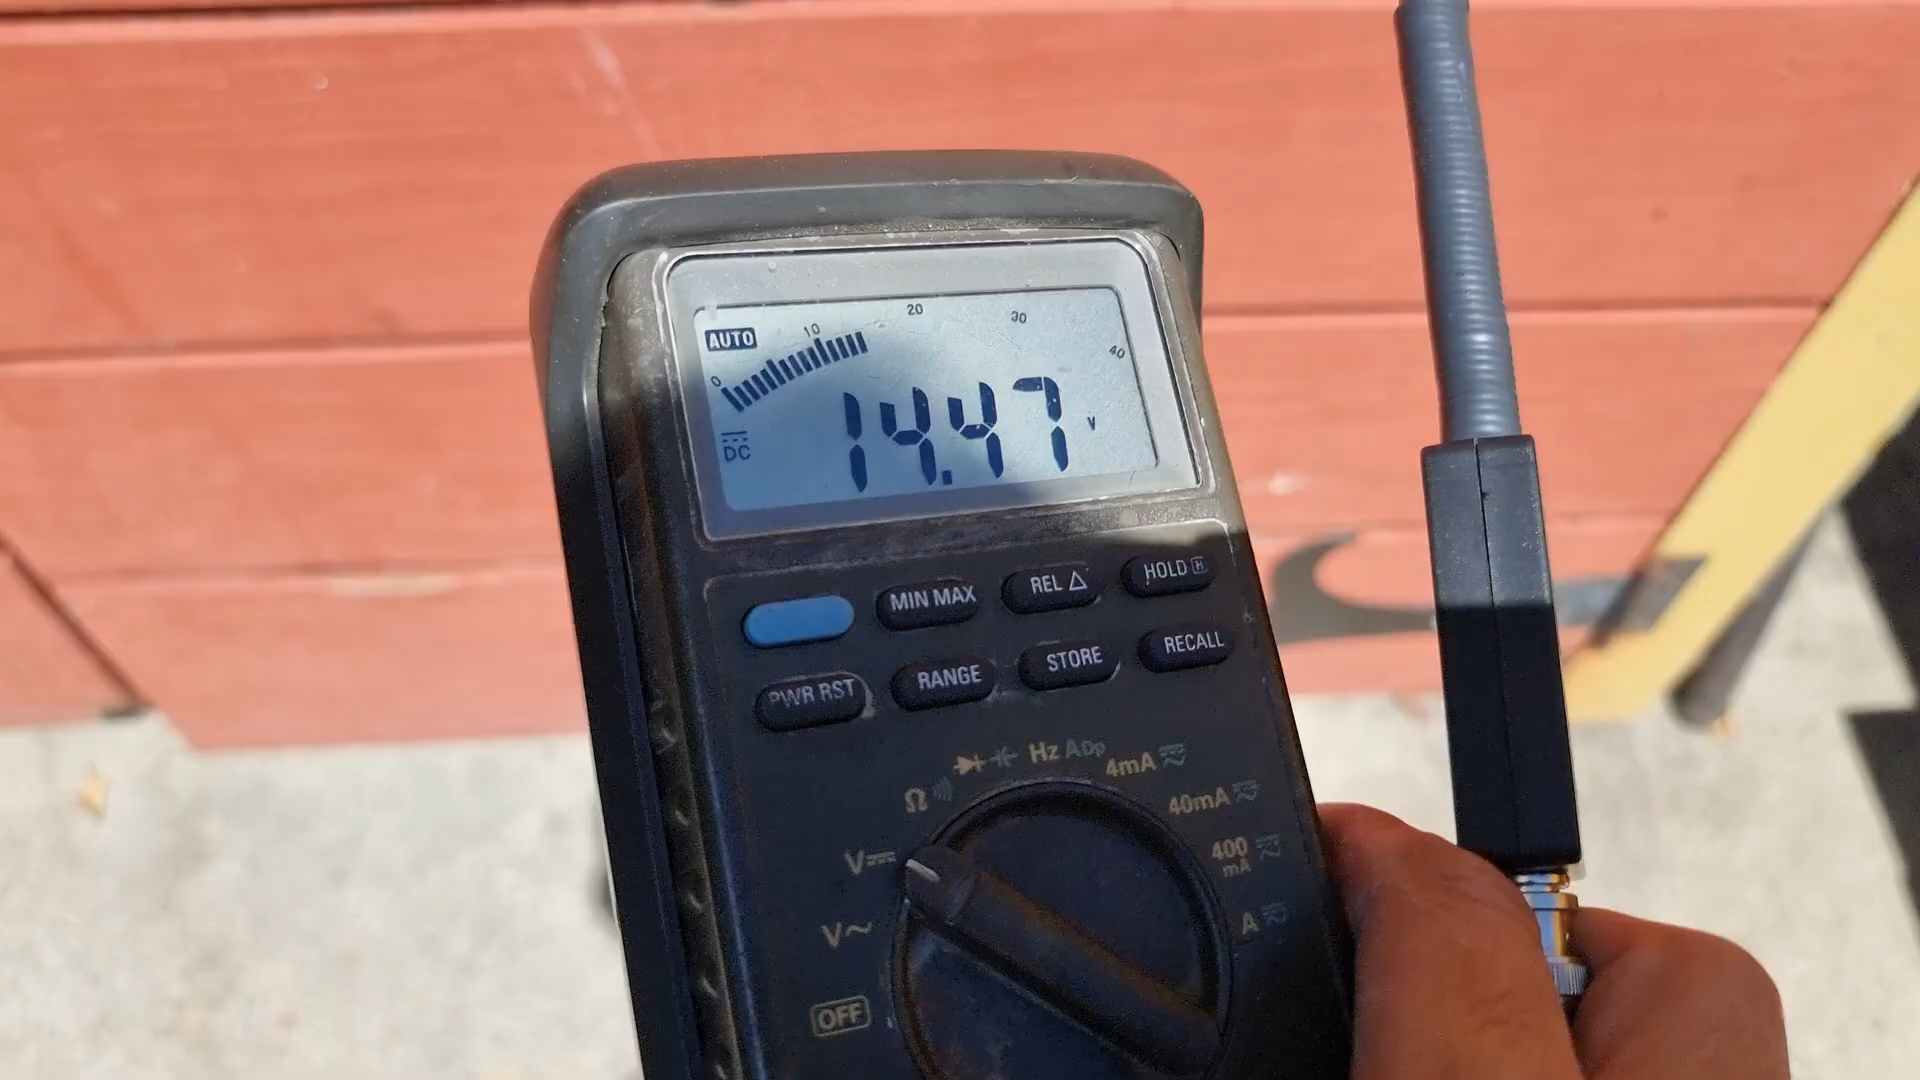 0 10 20 30 40
AUTO
DC 14.47 V
MIN MAX REL △ HOLD H
PWR RST RANGE STORE RECALL
Hz ADp
Ω 4mA
40mA
V 400 mA
V~ A
OFF